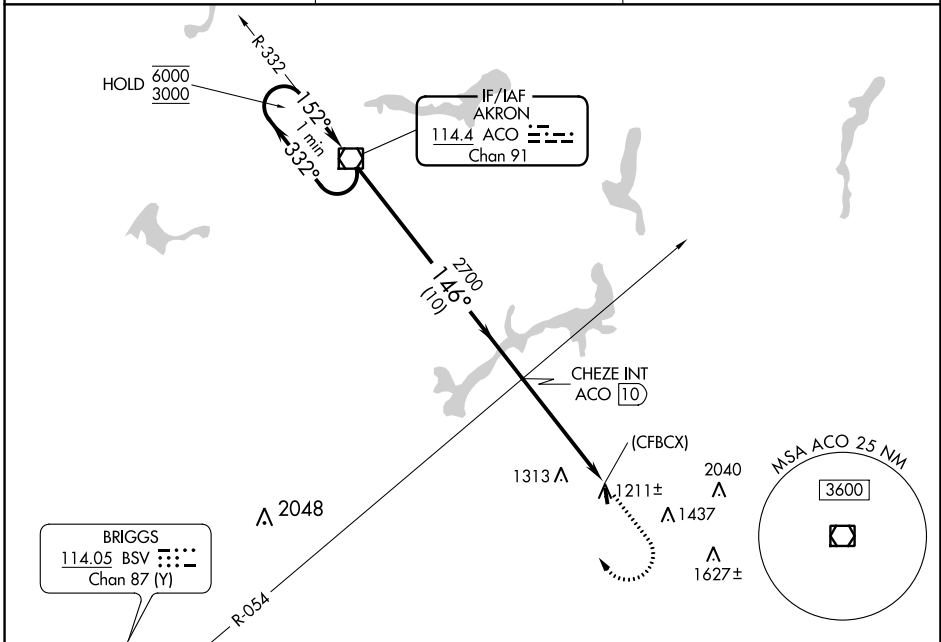 R-332
HOLD 6000
3000
152°
1 min
332°
IF/IAF
AKRON
114.4 ACO
Chan 91
2700
146°
(10)
CHEZE INT
ACO 10
(CFBCX)
1313
1211±
2040
1437
1627±
2048
MSA ACO 25 NM
3600
BRIGGS
114.05 BSV
Chan 87 (Y)
R-054